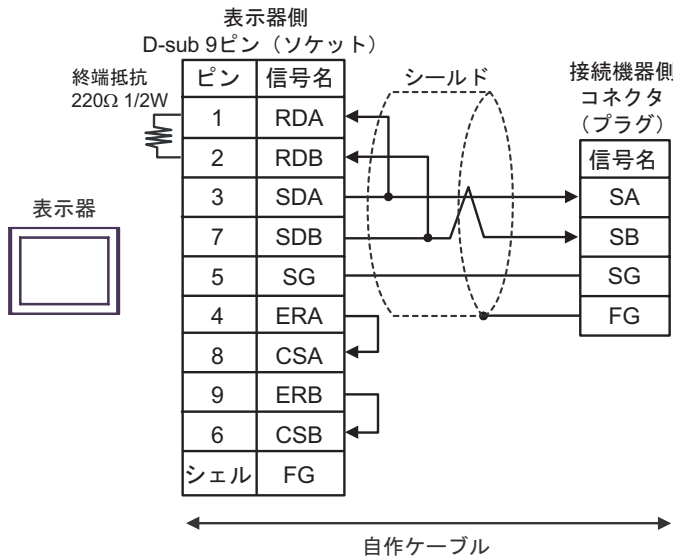 表示器側
D-sub 9ピン（ソケット）
終端抵抗
220Ω 1/2W
ピン 信号名
1 RDA
2 RDB
3 SDA
7 SDB
5 SG
4 ERA
8 CSA
9 ERB
6 CSB
シェル FG
シールド
接続機器側
コネクタ
（プラグ）
信号名
SA
SB
SG
FG
表示器
自作ケーブル